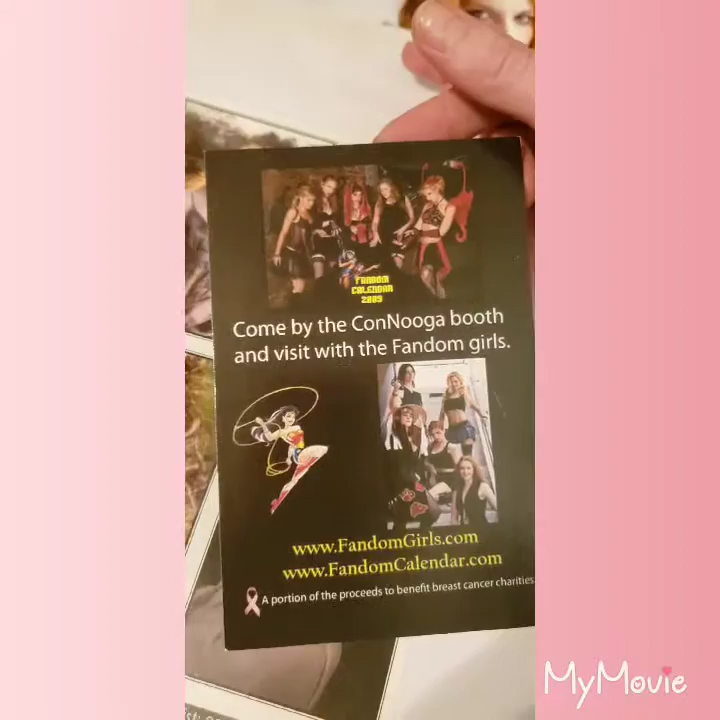 FANDOM
CALENDAR
2009
Come by the ConNooga booth
and visit with the Fandom girls.
www.FandomGirls.com
www.FandomCalendar.com
A portion of the proceeds to benefit breast cancer charities
MyMovie